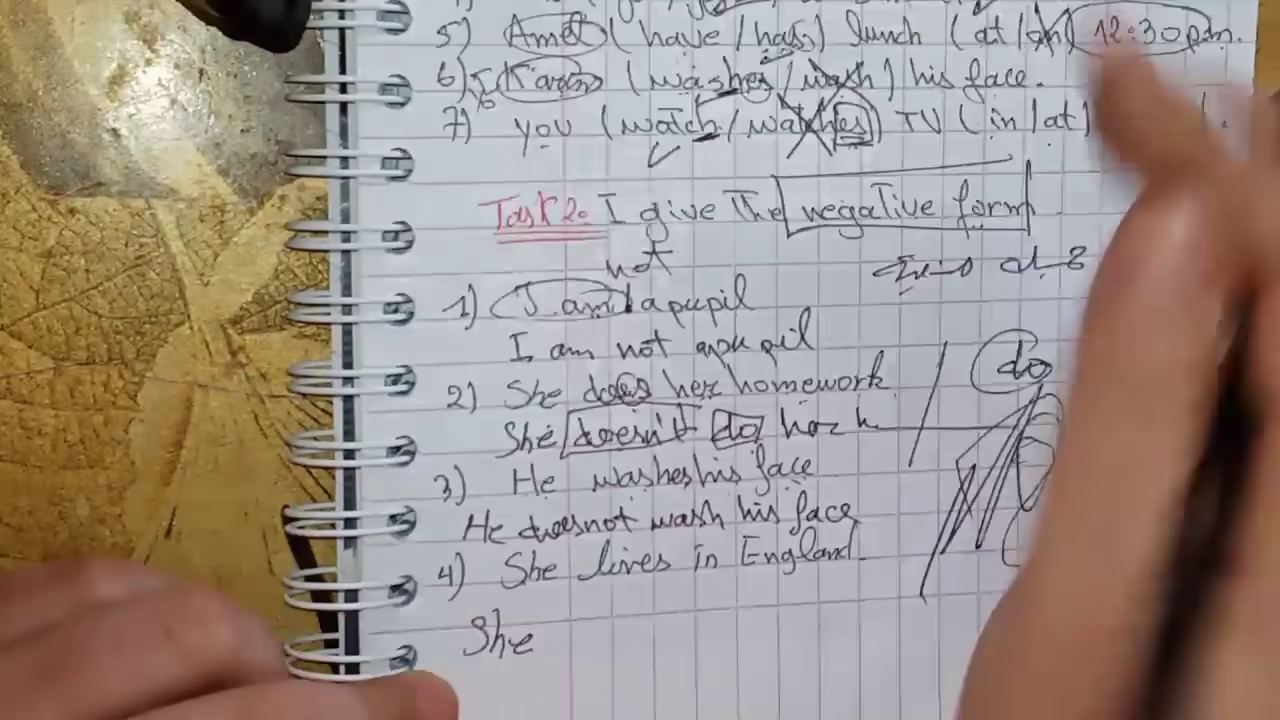 5) Amel (have / has) lunch (at / on) 12:30 p.m.
6) (washes / wash) his face.
7) you (watch / watches) TV (in / at)
Task 2: I give The negative form
not
1) I am a pupil
I am not a pupil
2) She does her homework
do
She doesn't do her h
3) He washes his face
He does not wash his face
4) She lives in England.
She